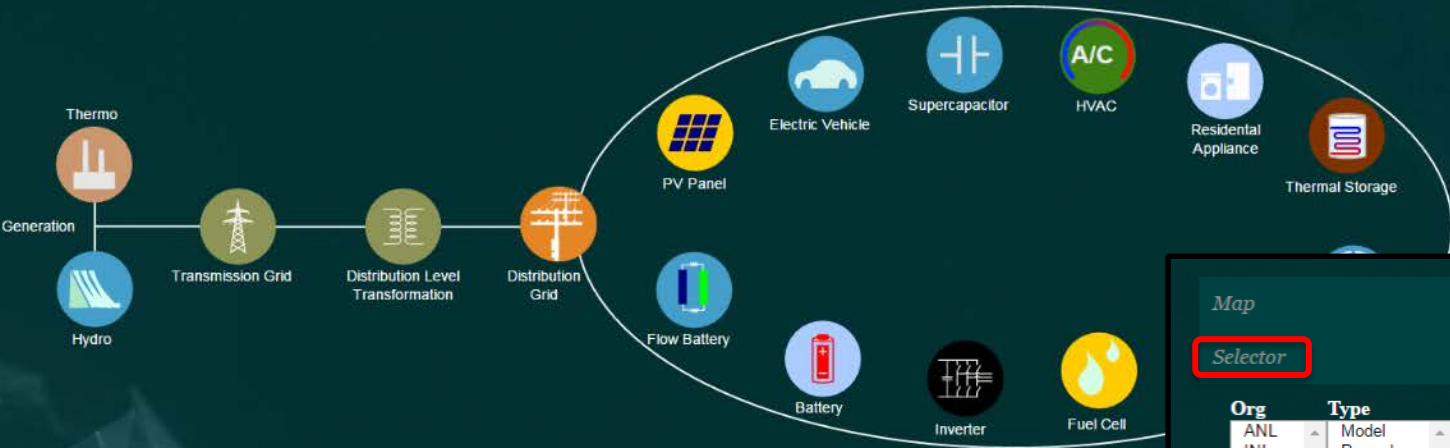 Thermo
Generation
Hydro
Transmission Grid
Distribution Level
Transformation
Distribution
Grid
PV Panel
Electric Vehicle
Supercapacitor
A/C
HVAC
Residental
Appliance
Thermal Storage
Flow Battery
Battery
Inverter
Fuel Cell
Map
Selector
Org Type
ANL Model